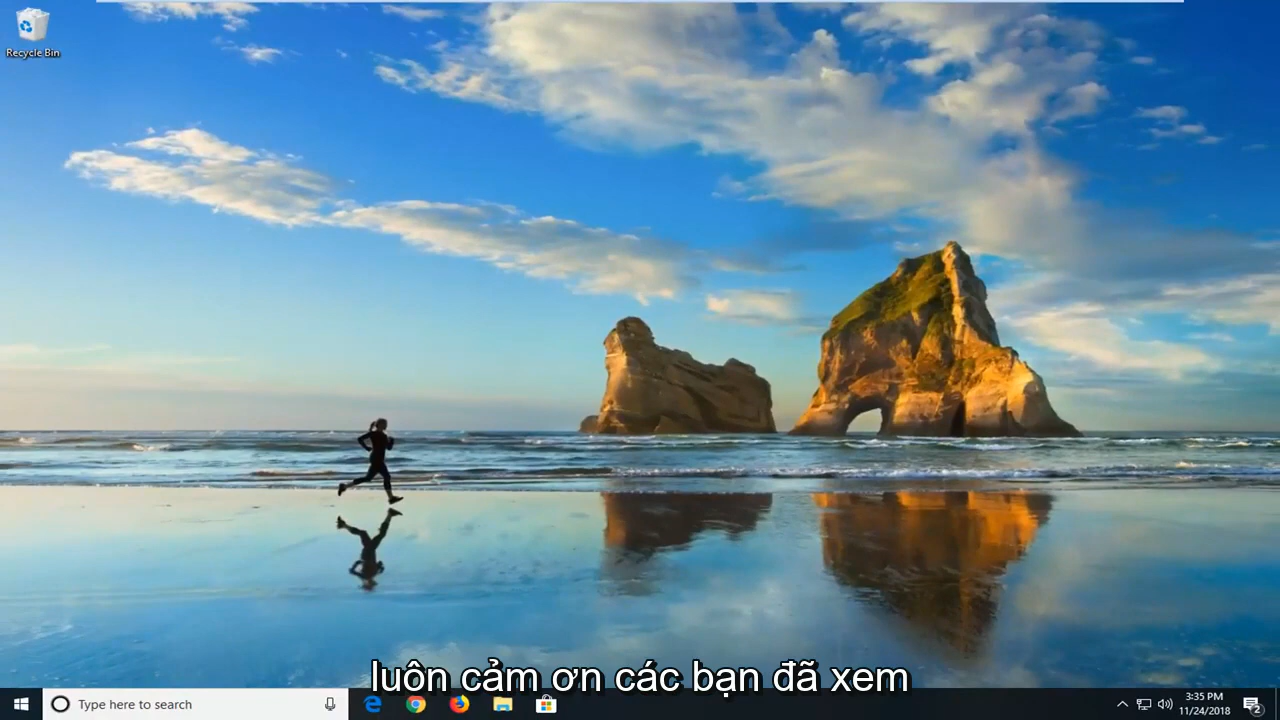 Recycle Bin
luôn cảm ơn các bạn đã xem
Type here to search
3:35 PM
11/24/2018
2